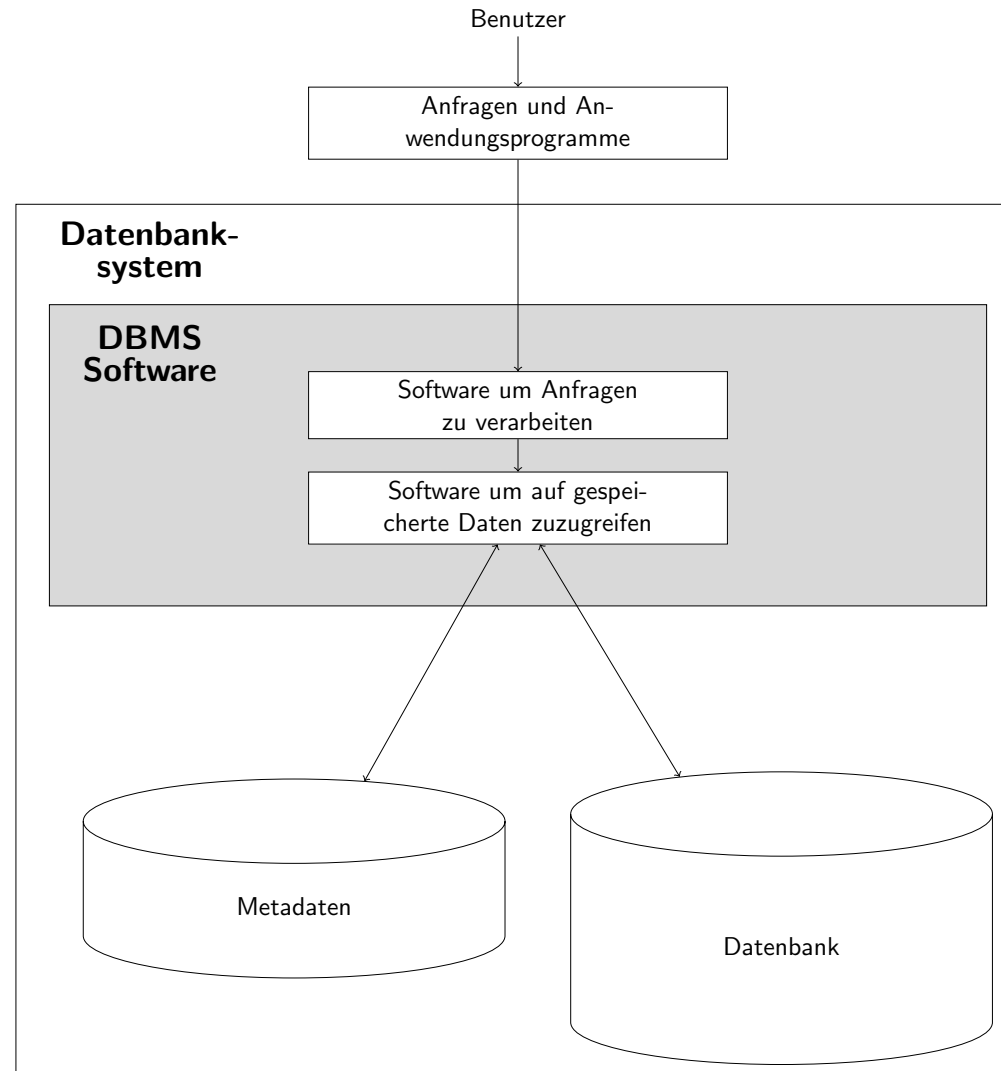 Benutzer
Anfragen und An-
wendungsprogramme
Datenbank-
system
DBMS
Software
Software um Anfragen
zu verarbeiten
Software um auf gespei-
cherte Daten zuzugreifen
Metadaten
Datenbank